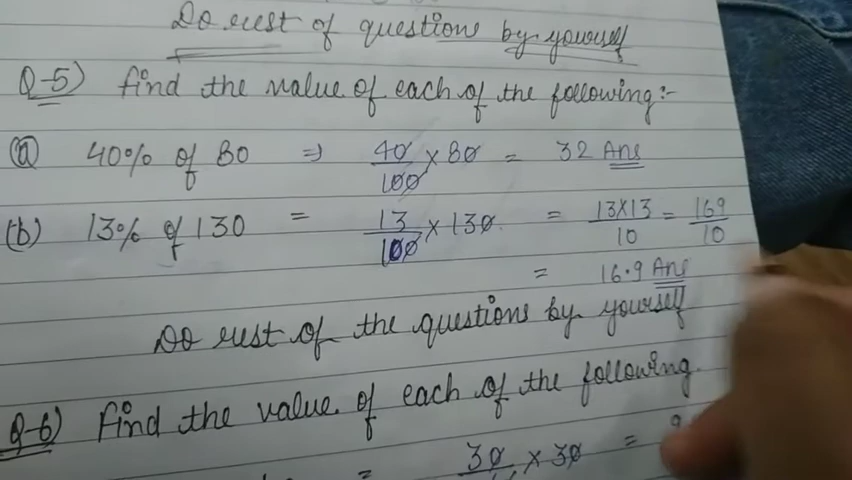 Do rest of questions by yourself
Q-5) find the value of each of the following:-
(a) 40% of 80 ⇒ 40/100 × 80 = 32 Ans
(b) 13% of 130 = 13/100 × 130 = 13×13/10 = 169/10
= 16.9 Ans
Do rest of the questions by yourself
Q-6) Find the value of each of the following.
= 30 × 30 =